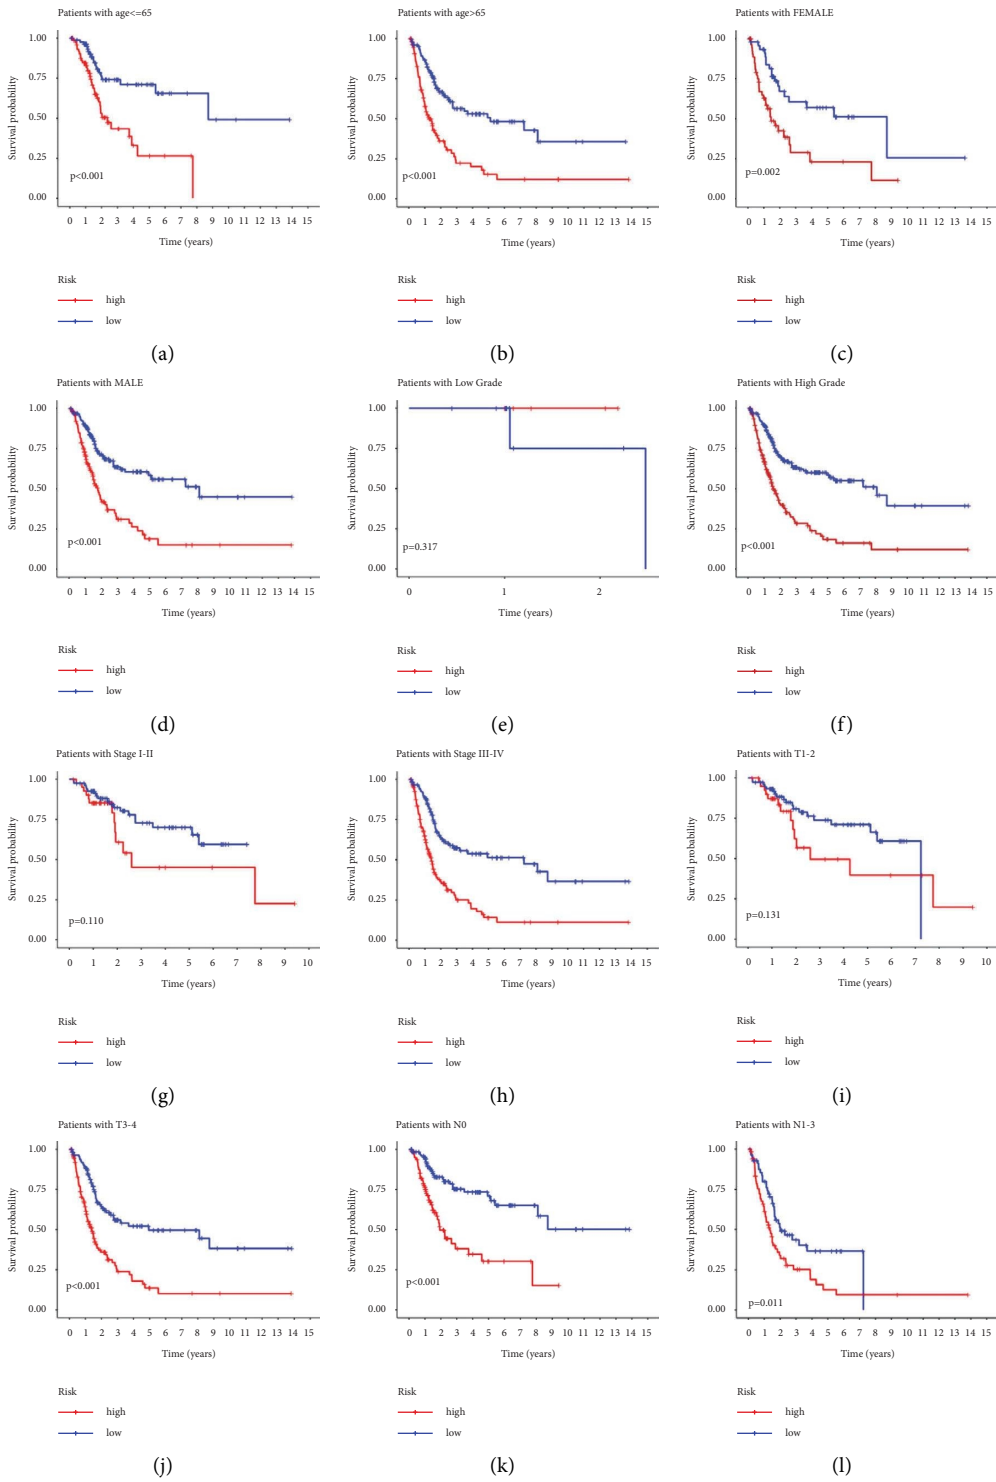 Patients with age<=65
1.00
0.75
0.50
0.25
0.00
Survival probability
p<0.001
0 1 2 3 4 5 6 7 8 9 10 11 12 13 14 15
Time (years)
Risk
high
low
(a)
Patients with age>65
1.00
0.75
0.50
0.25
0.00
Survival probability
p<0.001
0 1 2 3 4 5 6 7 8 9 10 11 12 13 14 15
Time (years)
Risk
high
low
(b)
Patients with FEMALE
1.00
0.75
0.50
0.25
0.00
Survival probability
p=0.002
0 1 2 3 4 5 6 7 8 9 10 11 12 13 14 15
Time (years)
Risk
high
low
(c)
Patients with MALE
1.00
0.75
0.50
0.25
0.00
Survival probability
p<0.001
0 1 2 3 4 5 6 7 8 9 10 11 12 13 14 15
Time (years)
Risk
high
low
(d)
Patients with Low Grade
1.00
0.75
0.50
0.25
0.00
Survival probability
p=0.317
0 1 2
Time (years)
Risk
high
low
(e)
Patients with High Grade
1.00
0.75
0.50
0.25
0.00
Survival probability
p<0.001
0 1 2 3 4 5 6 7 8 9 10 11 12 13 14 15
Time (years)
Risk
high
low
(f)
Patients with Stage I-II
1.00
0.75
0.50
0.25
0.00
Survival probability
p=0.110
0 1 2 3 4 5 6 7 8 9 10
Time (years)
Risk
high
low
(g)
Patients with Stage III-IV
1.00
0.75
0.50
0.25
0.00
Survival probability
0 1 2 3 4 5 6 7 8 9 10 11 12 13 14 15
Time (years)
Risk
high
low
(h)
Patients with T1-2
1.00
0.75
0.50
0.25
0.00
Survival probability
p=0.131
0 1 2 3 4 5 6 7 8 9 10
Time (years)
Risk
high
low
(i)
Patients with T3-4
1.00
0.75
0.50
0.25
0.00
Survival probability
p<0.001
0 1 2 3 4 5 6 7 8 9 10 11 12 13 14 15
Time (years)
Risk
high
low
(j)
Patients with N0
1.00
0.75
0.50
0.25
0.00
Survival probability
p<0.001
0 1 2 3 4 5 6 7 8 9 10 11 12 13 14 15
Time (years)
Risk
high
low
(k)
Patients with N1-3
1.00
0.75
0.50
0.25
0.00
Survival probability
p=0.011
0 1 2 3 4 5 6 7 8 9 10 11 12 13 14 15
Time (years)
Risk
high
low
(l)